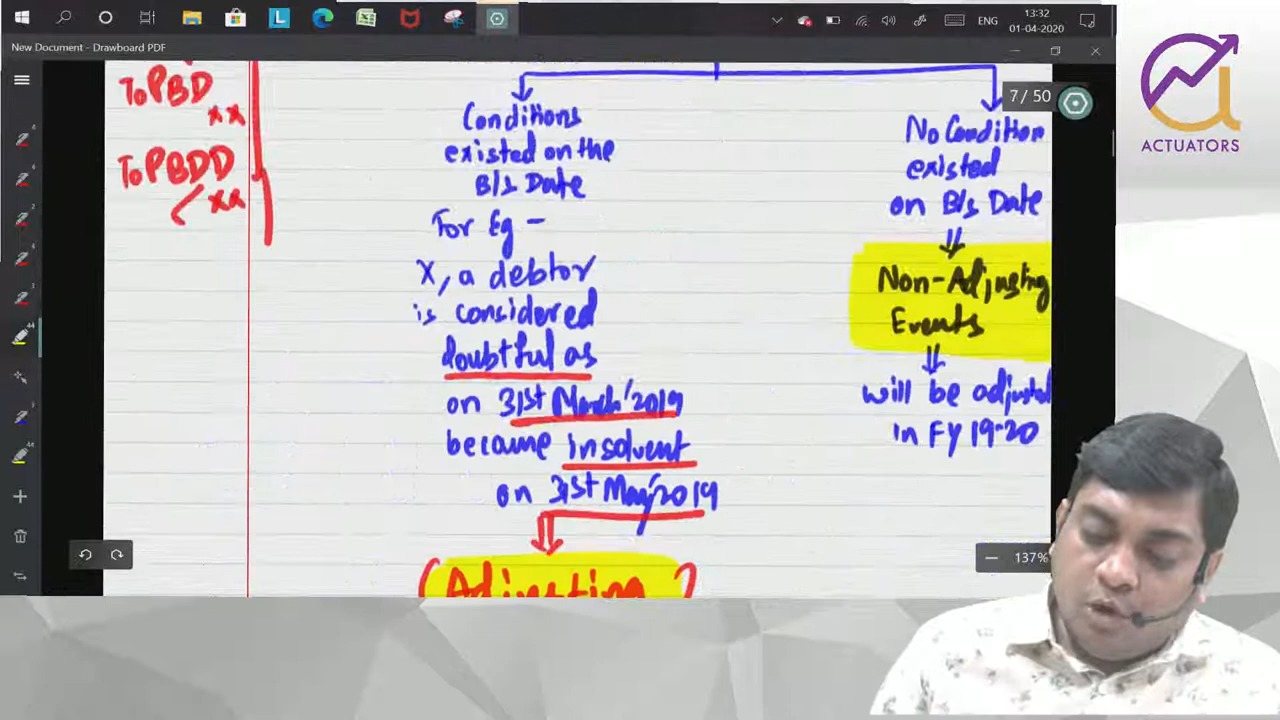 13:32
ENG
01-04-2020
New Document - Drawboard PDF
7 / 50
ACTUATORS
To PBD
xx
To PBDD
xx
Conditions
existed on the
B/s Date
For Eg -
X, a debtor
is considered
doubtful as
on 31st March'2019
became insolvent
on 31st May'2019
(Adjusting)
No Condition
existed
on B/s Date
Non-Adjusting
Events
will be adjusted
in FY 19-20
137%